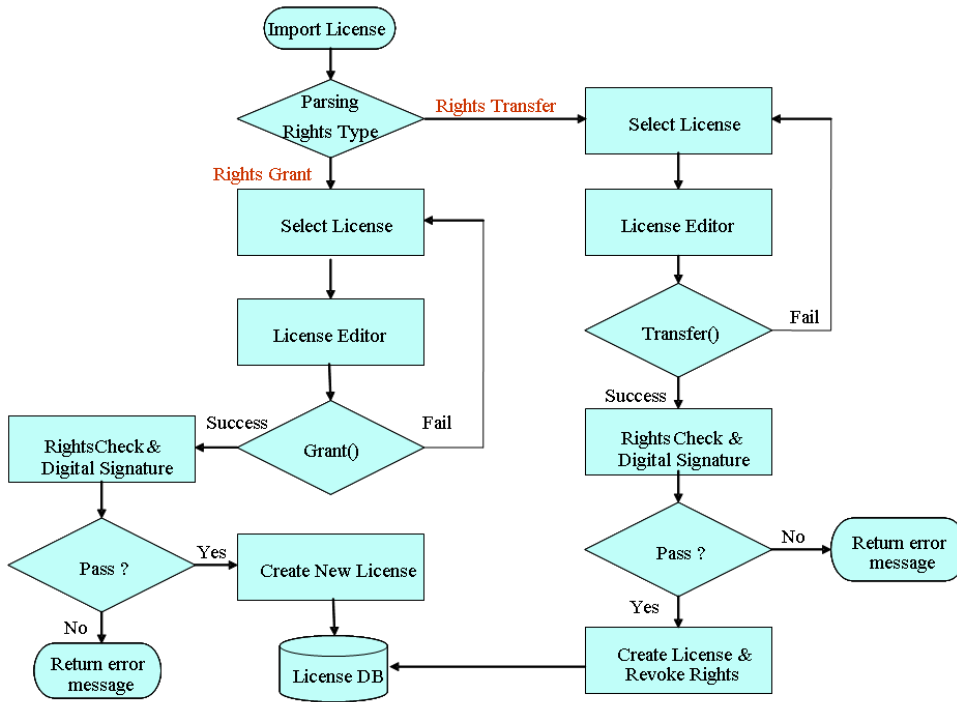 Import License
Parsing
Rights Type
Rights Transfer
Select License
Rights Grant
Select License
License Editor
License Editor
Transfer()
Fail
Success
Grant()
Fail
Success
RightsCheck &
Digital Signature
Rights Check &
Digital Signature
Pass ?
Yes
Create New License
Pass ?
No
Return error
message
Yes
No
Return error
message
License DB
Create License &
Revoke Rights